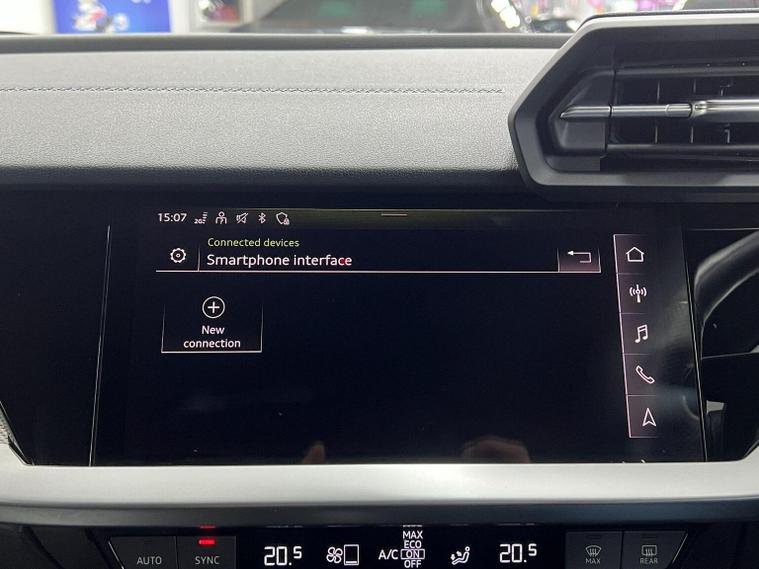 15:07 2G
Connected devices
Smartphone interface
New
connection
AUTO SYNC 20.5 A/C MAX
ECO
ON
OFF
20.5 MAX REAR